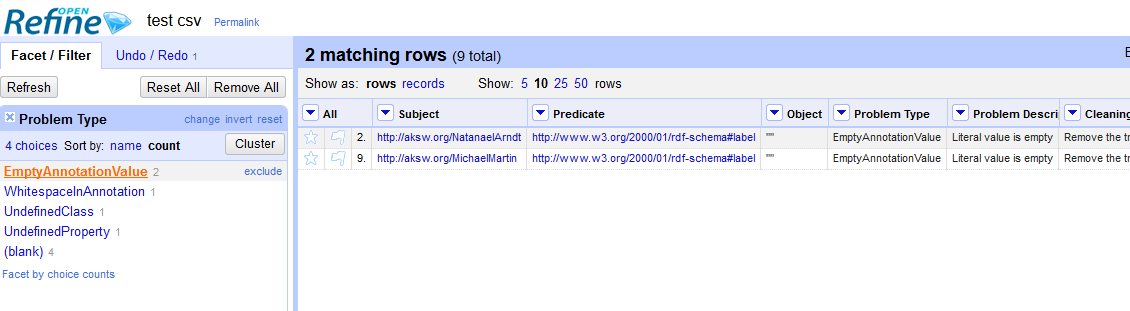 OPEN
Refine
test csv Permalink
Facet / Filter Undo / Redo 1
Refresh Reset All Remove All
Problem Type change invert reset
4 choices Sort by: name count Cluster
EmptyAnnotationValue 2 exclude
WhitespaceInAnnotation 1
UndefinedClass 1
UndefinedProperty 1
(blank) 4
Facet by choice counts
2 matching rows (9 total)
Show as: rows records Show: 5 10 25 50 rows
All Subject Predicate Object Problem Type Problem Descri Cleaning
2. http://aksw.org/NatanaelArndt http://www.w3.org/2000/01/rdf-schema#label "" EmptyAnnotationValue Literal value is empty Remove the tr
9. http://aksw.org/MichaelMartin http://www.w3.org/2000/01/rdf-schema#label "" EmptyAnnotationValue Literal value is empty Remove the tr